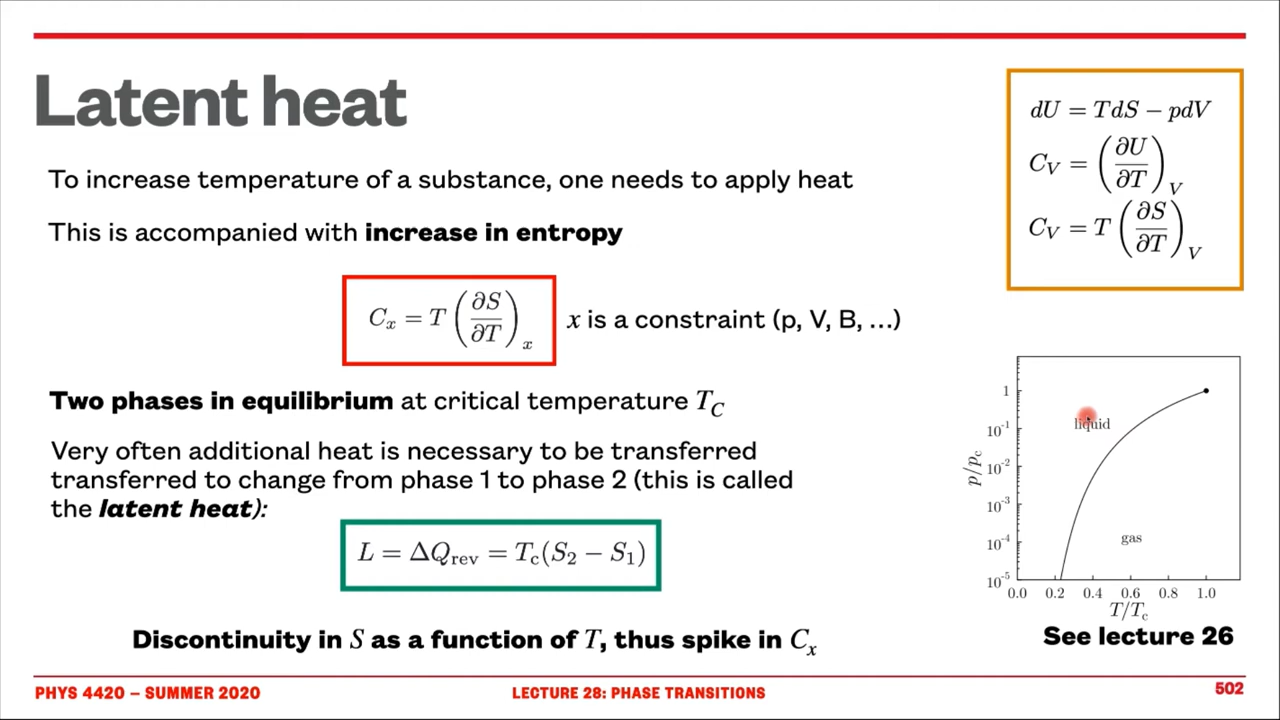 Latent heat
To increase temperature of a substance, one needs to apply heat
This is accompanied with increase in entropy
C_x = T (∂S/∂T)_x
x is a constraint (p, V, B, …)
Two phases in equilibrium at critical temperature T_C
Very often additional heat is necessary to be transferred
transferred to change from phase 1 to phase 2 (this is called
the latent heat):
L = ΔQ_rev = T_c(S_2 − S_1)
Discontinuity in S as a function of T, thus spike in C_x
dU = TdS − pdV
C_V = (∂U/∂T)_V
C_V = T (∂S/∂T)_V
p/p_c
1
10^-1
10^-2
10^-3
10^-4
10^-5
liquid
gas
0.0 0.2 0.4 0.6 0.8 1.0
T/T_c
See lecture 26
PHYS 4420 – SUMMER 2020
LECTURE 28: PHASE TRANSITIONS
502